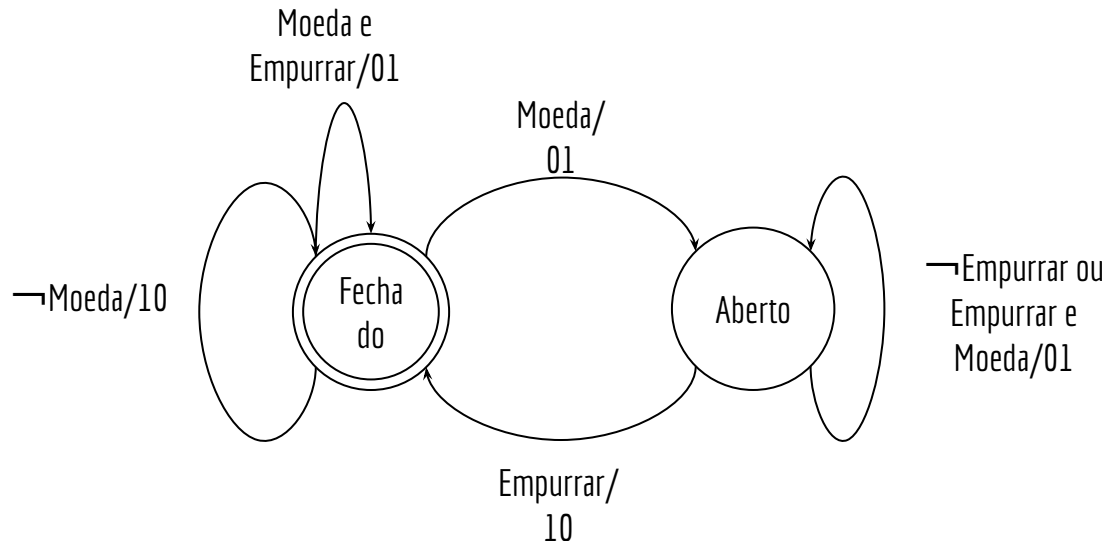 Moeda e
Empurrar/01
Moeda/
01
¬Moeda/10
Fecha
do
Aberto
¬Empurrar ou
Empurrar e
Moeda/01
Empurrar/
10